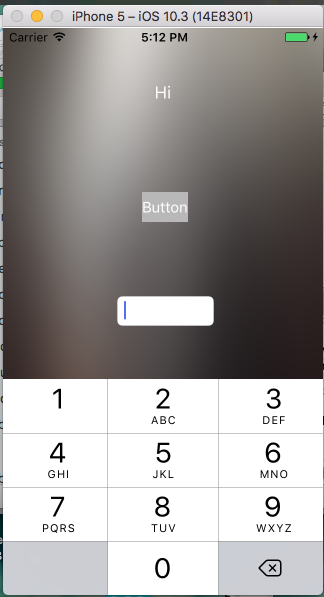 iPhone 5 – iOS 10.3 (14E8301)
Carrier 5:12 PM
Hi
Button
1 2 3
ABC DEF
4 5 6
GHI JKL MNO
7 8 9
PQRS TUV WXYZ
0